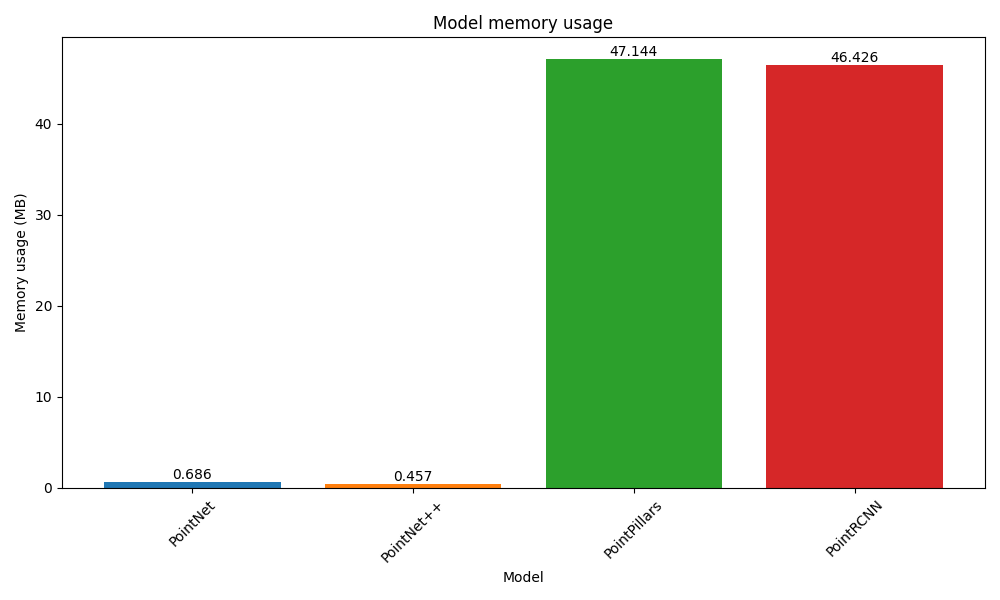 Model memory usage
Memory usage (MB)
40
30
20
10
0
0.686
0.457
47.144
46.426
PointNet
PointNet++
PointPillars
PointRCNN
Model